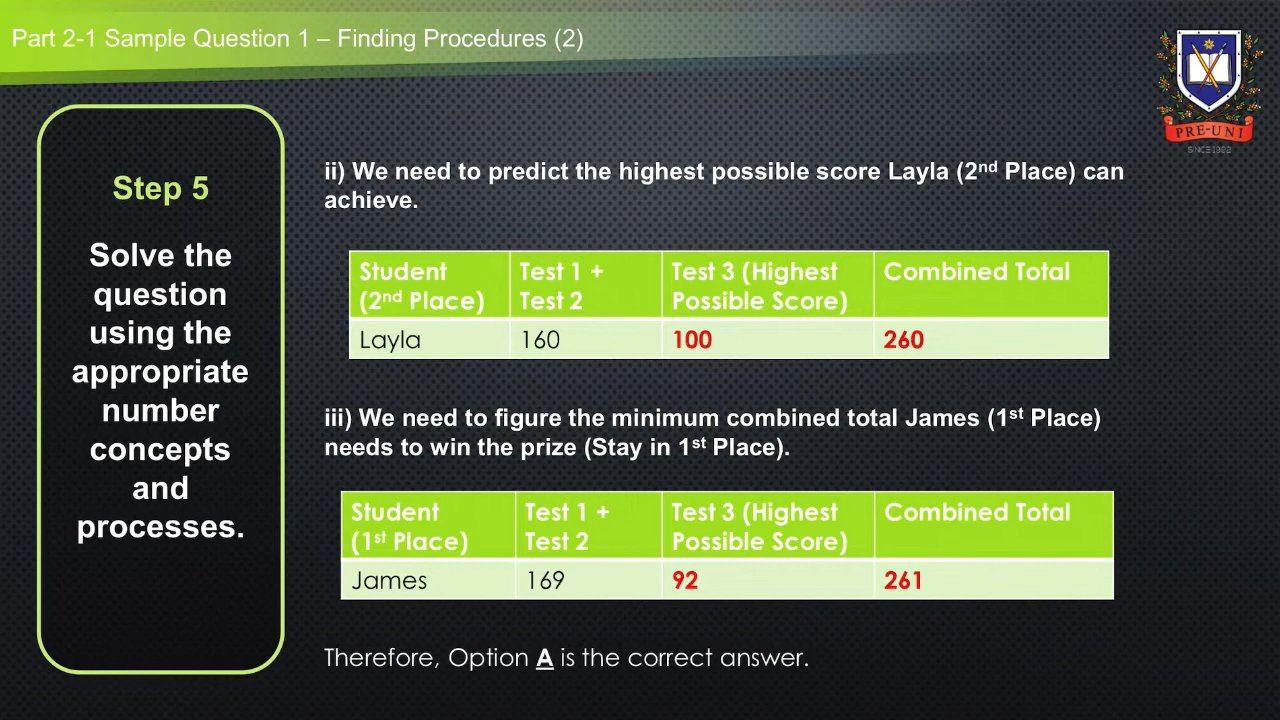 Part 2-1 Sample Question 1 – Finding Procedures (2)
PRE-UNI
SINCE 1992
Step 5
Solve the
question
using the
appropriate
number
concepts
and
processes.
ii) We need to predict the highest possible score Layla (2nd Place) can
achieve.
Student (2nd Place) Test 1 + Test 2 Test 3 (Highest Possible Score) Combined Total
Layla 160 100 260
iii) We need to figure the minimum combined total James (1st Place)
needs to win the prize (Stay in 1st Place).
Student (1st Place) Test 1 + Test 2 Test 3 (Highest Possible Score) Combined Total
James 169 92 261
Therefore, Option A is the correct answer.